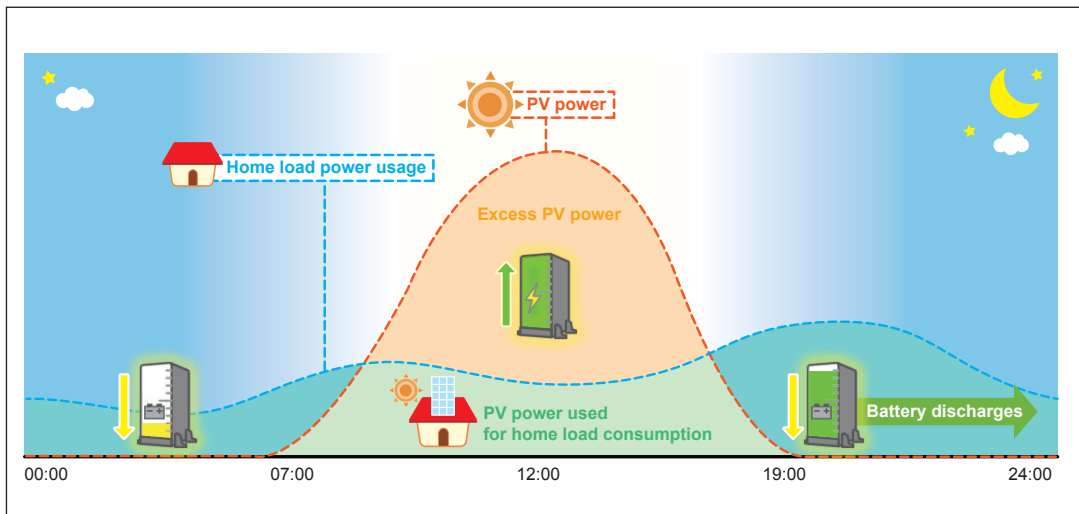 PV power
Home load power usage
Excess PV power
PV power used
for home load consumption
Battery discharges
00:00
07:00
12:00
19:00
24:00